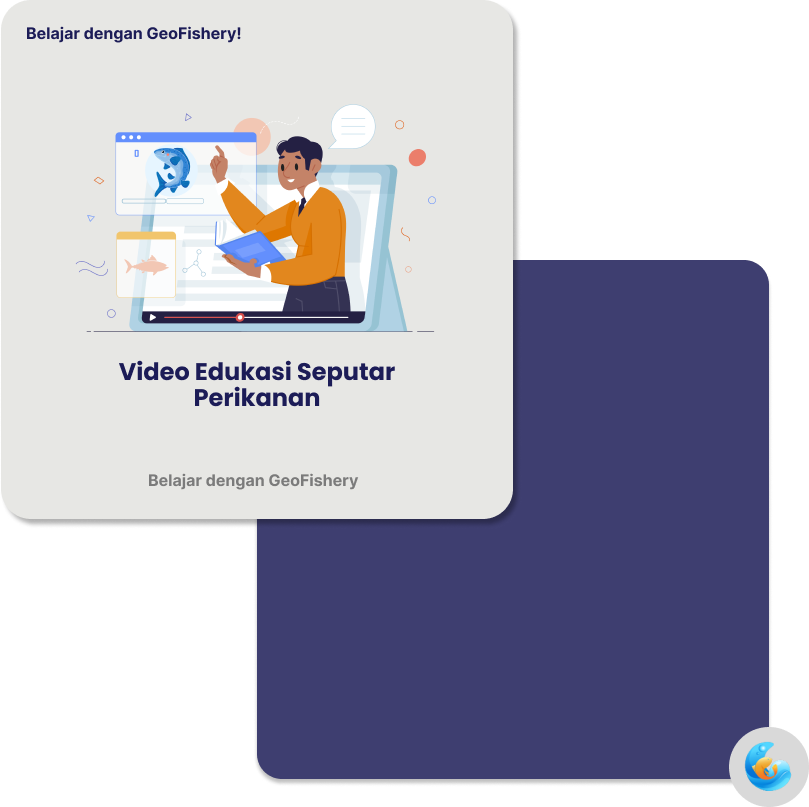 Belajar dengan GeoFishery!
Video Edukasi Seputar
Perikanan
Belajar dengan GeoFishery